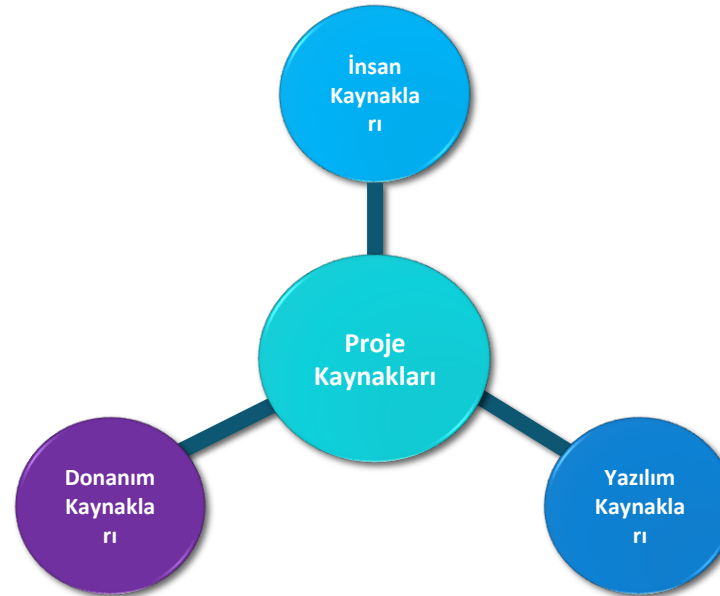 İnsan
Kaynakla
rı
Proje
Kaynakları
Donanım
Kaynakla
rı
Yazılım
Kaynakla
rı